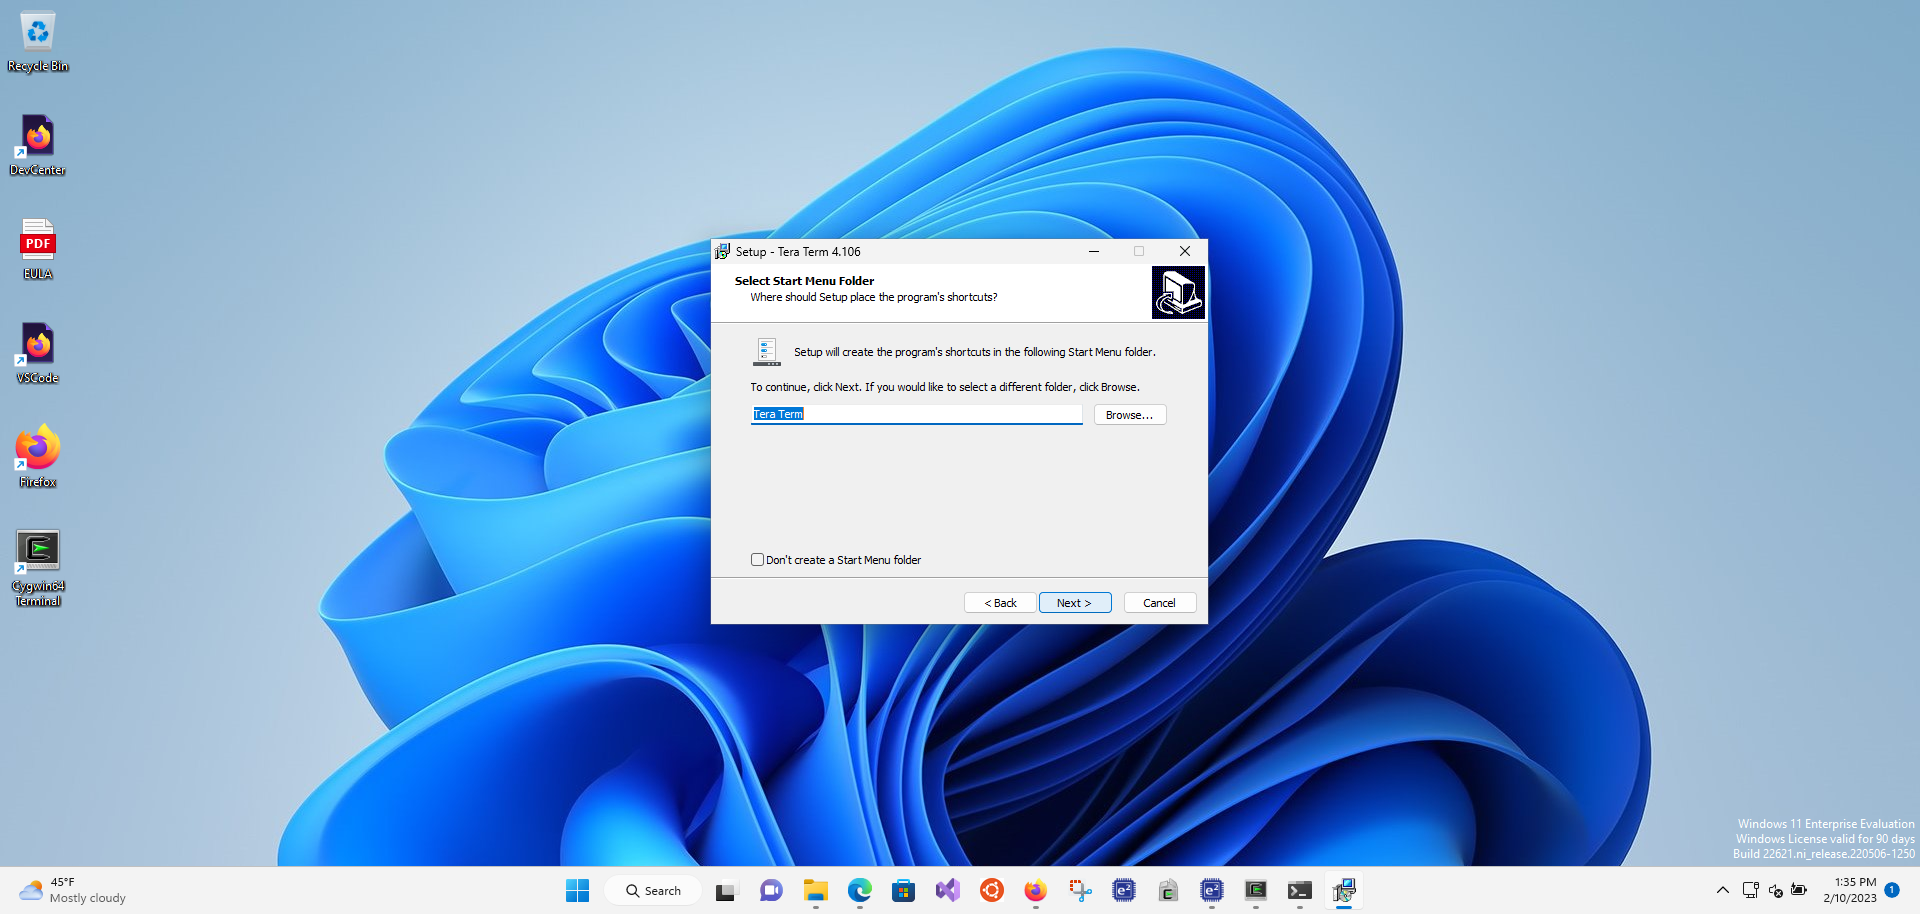 Recycle Bin
DevCenter
PDF
EULA
VSCode
Firefox
Cygwin64
Terminal
Setup - Tera Term 4.106
Select Start Menu Folder
Where should Setup place the program's shortcuts?
Setup will create the program's shortcuts in the following Start Menu folder.
To continue, click Next. If you would like to select a different folder, click Browse.
Tera Term
Browse...
Don't create a Start Menu folder
< Back
Next >
Cancel
Windows 11 Enterprise Evaluation
Windows License valid for 90 days
Build 22621.ni_release.220506-1250
45°F
Mostly cloudy
Search
e²
e²
1:35 PM
2/10/2023
1